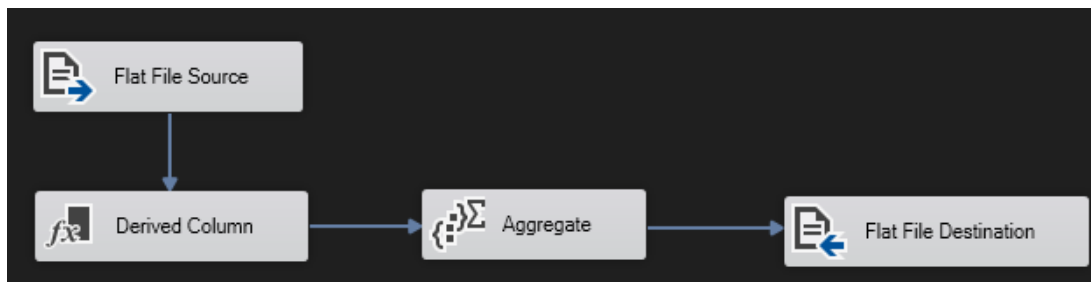 Flat File Source
Derived Column
Aggregate
Flat File Destination